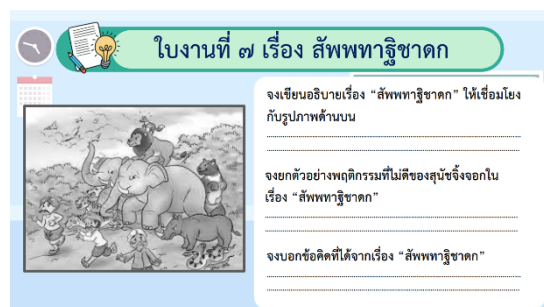 ใบงานที่ ๗ เรื่อง สัพพทาฐิชาดก
จงเขียนอธิบายเรื่อง “สัพพทาฐิชาดก” ให้เชื่อมโยง
กับรูปภาพด้านบน
จงยกตัวอย่างพฤติกรรมที่ไม่ดีของสุนัขจิ้งจอกใน
เรื่อง “สัพพทาฐิชาดก”
จงบอกข้อคิดที่ได้จากเรื่อง “สัพพทาฐิชาดก”